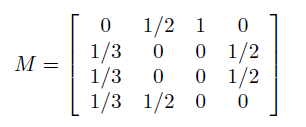 0 1/2 1 0
1/3 0 0 1/2
M =
1/3 0 0 1/2
1/3 1/2 0 0